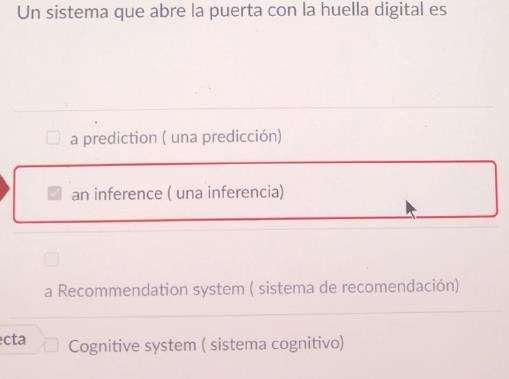 Un sistema que abre la puerta con la huella digital es
a prediction ( una predicción)
an inference ( una inferencia)
a Recommendation system ( sistema de recomendación)
ecta
Cognitive system ( sistema cognitivo)